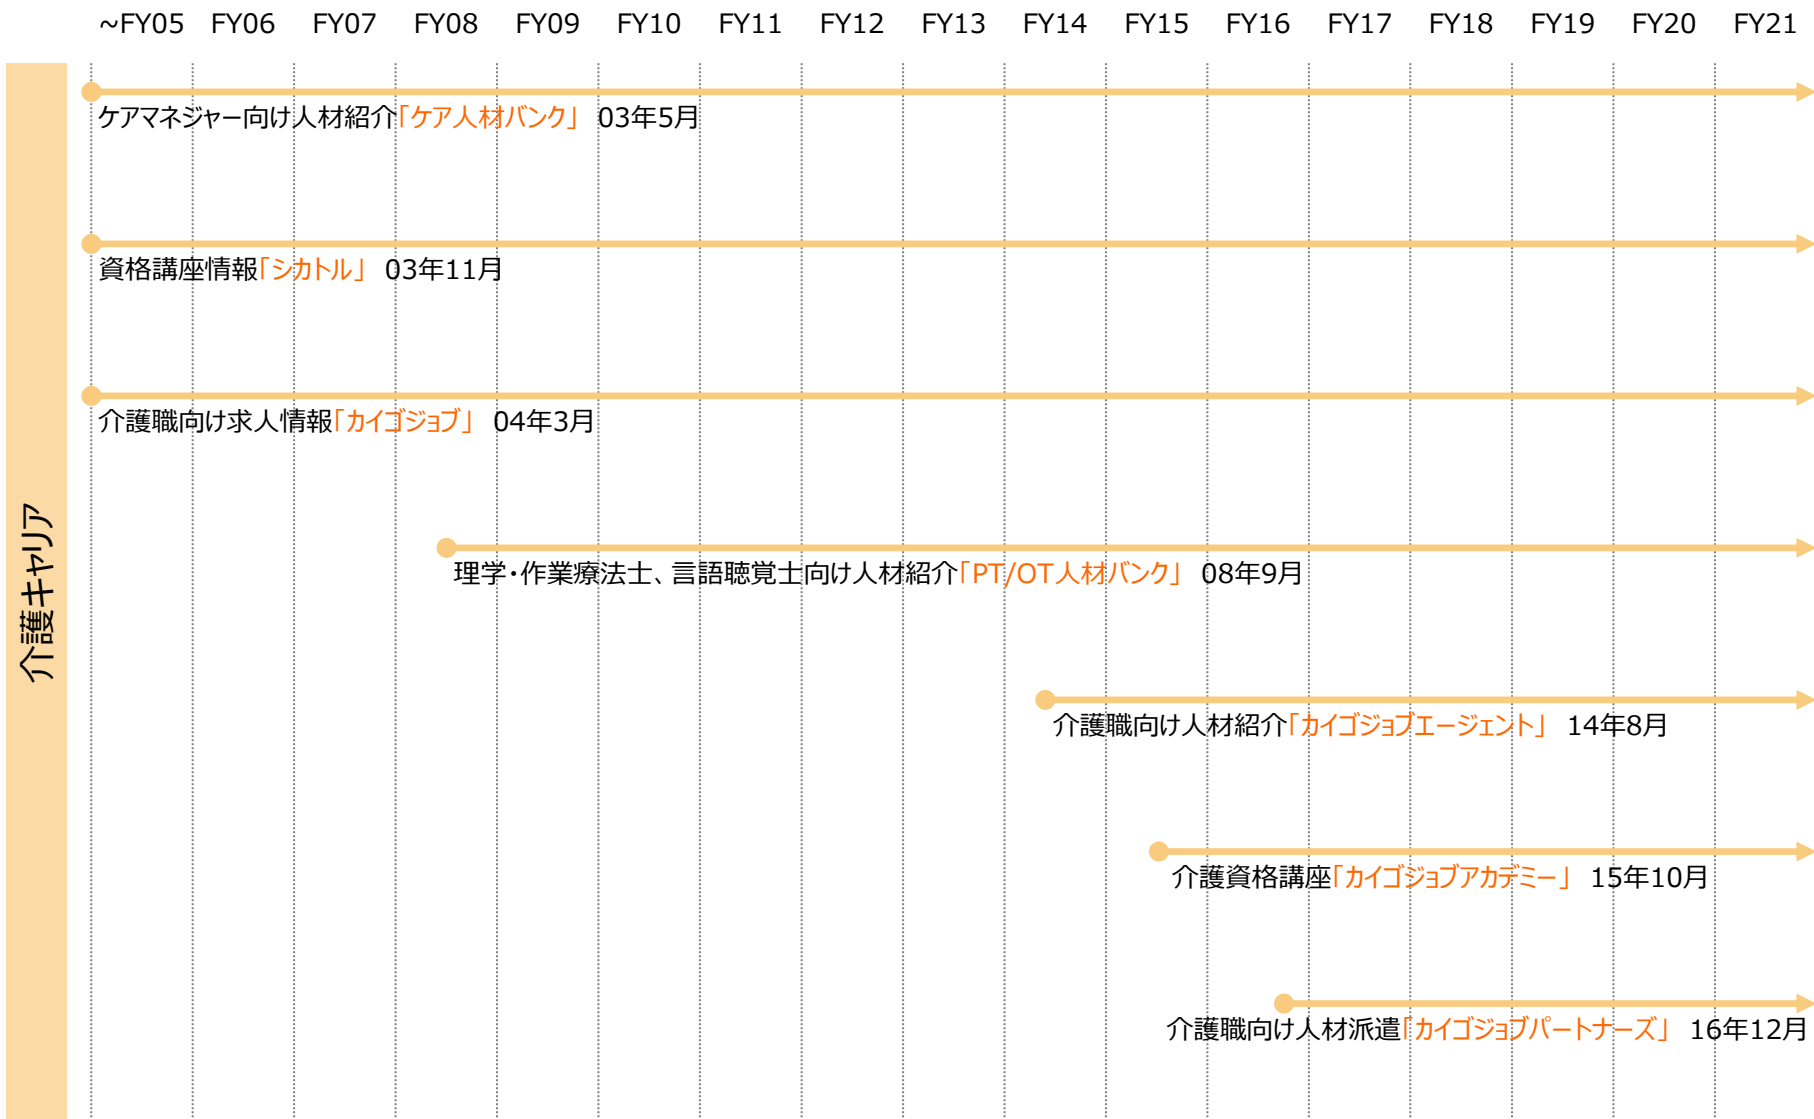 ~FY05 FY06 FY07 FY08 FY09 FY10 FY11 FY12 FY13 FY14 FY15 FY16 FY17 FY18 FY19 FY20 FY21
介護キャリア
ケアマネジャー向け人材紹介「ケア人材バンク」 03年5月
資格講座情報「シカトル」 03年11月
介護職向け求人情報「カイゴジョブ」 04年3月
理学・作業療法士、言語聴覚士向け人材紹介「PT/OT人材バンク」 08年9月
介護職向け人材紹介「カイゴジョブエージェント」 14年8月
介護資格講座「カイゴジョブアカデミー」 15年10月
介護職向け人材派遣「カイゴジョブパートナーズ」 16年12月